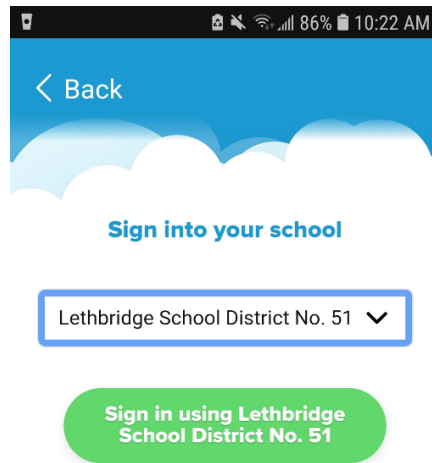 86% 10:22 AM
Back
Sign into your school
Lethbridge School District No. 51
Sign in using Lethbridge
School District No. 51